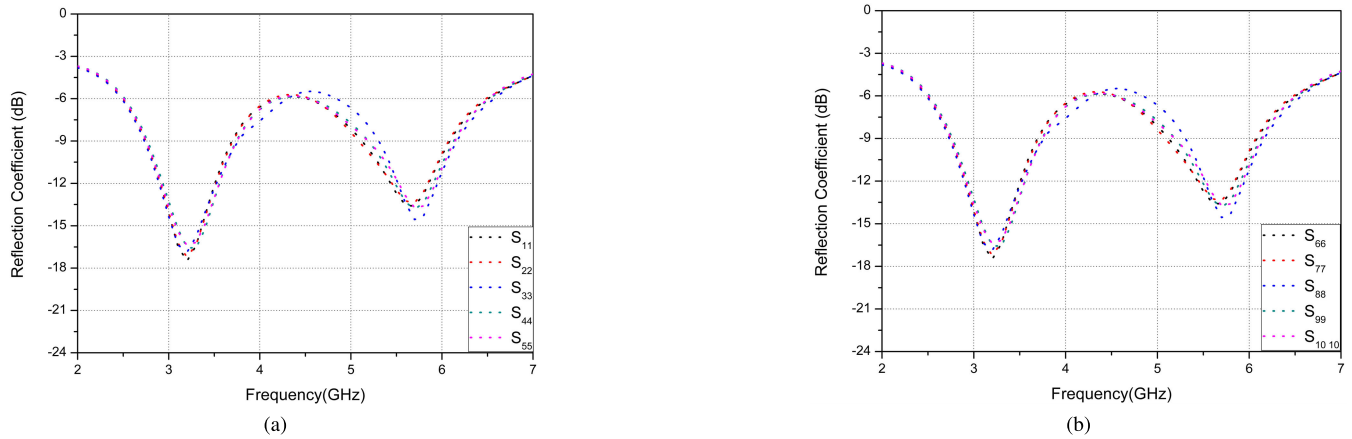 0
-3
-6
-9
-12
-15
-18
-21
-24
2 3 4 5 6 7
Reflection Coefficient (dB)
Frequency(GHz)
S11
S22
S33
S44
S55
(a)
0
-3
-6
-9
-12
-15
-18
-21
-24
2 3 4 5 6 7
Reflection Coefficient (dB)
Frequency(GHz)
S66
S77
S88
S99
S10 10
(b)